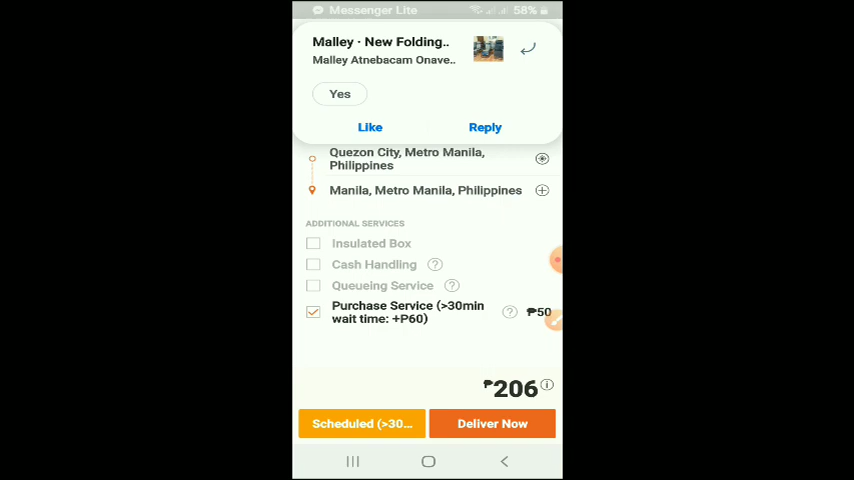 Messenger Lite
58%
Malley · New Folding..
Malley Atnebacam Onave..
Yes
Like
Reply
Quezon City, Metro Manila,
Philippines
Manila, Metro Manila, Philippines
ADDITIONAL SERVICES
Insulated Box
Cash Handling
?
Queueing Service
?
Purchase Service (>30min
wait time: +P60)
?
₱50
₱206
Scheduled (>30...
Deliver Now